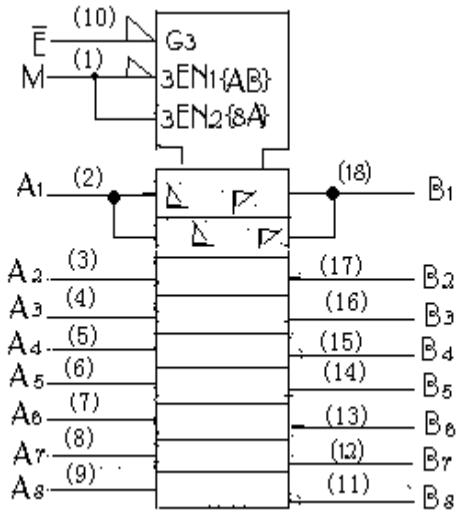 (10)
E̅ G3
(1)
M 3EN1{AB}
3EN2{8A}
A1 (2) (18) B1
A2 (3) (17) B2
A3 (4) (16) B3
A4 (5) (15) B4
A5 (6) (14) B5
A6 (7) (13) B6
A7 (8) (12) B7
A8 (9) (11) B8